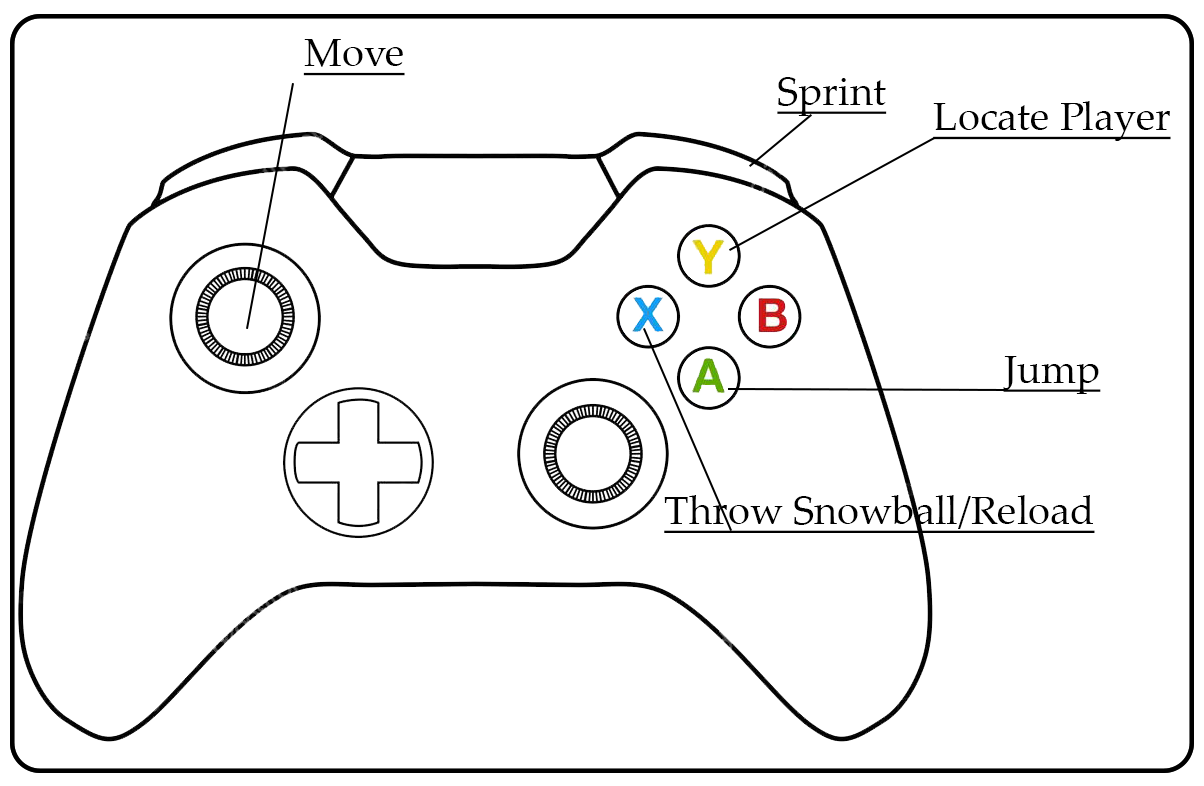 Move
Sprint
Locate Player
Y
X
B
A
Jump
Throw Snowball/Reload